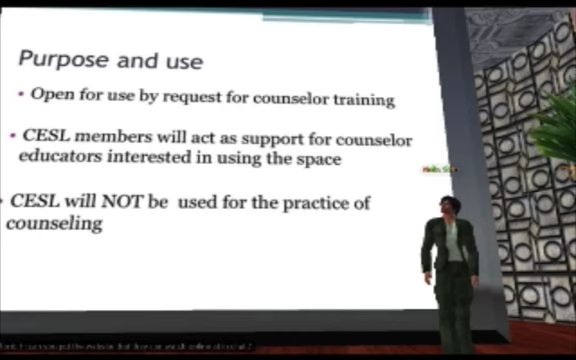 Purpose and use
• Open for use by request for counselor training
• CESL members will act as support for counselor
educators interested in using the space
• CESL will NOT be used for the practice of
counseling